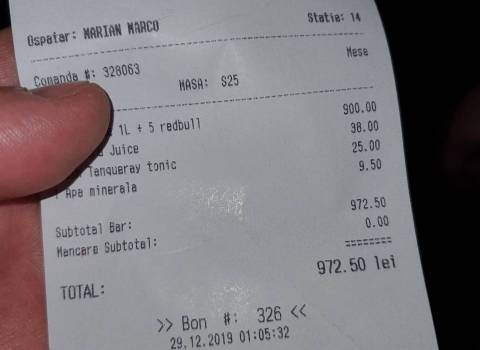 Ospatar: MARIAN MARCO
Statie: 14
Mese
Comanda #: 328063
MASA: S25
1L + 5 redbull 900.00
Juice 38.00
Tanqueray tonic 25.00
Apa minerala 9.50
Subtotal Bar: 972.50
Mancare Subtotal: 0.00
========
TOTAL: 972.50 lei
>> Bon #: 326 <<
29.12.2019 01:05:32